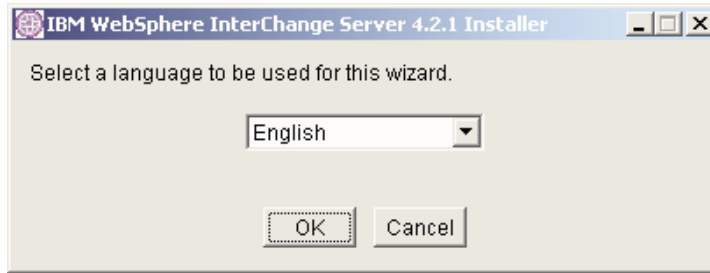 IBM WebSphere InterChange Server 4.2.1 Installer
Select a language to be used for this wizard.
English
OK Cancel